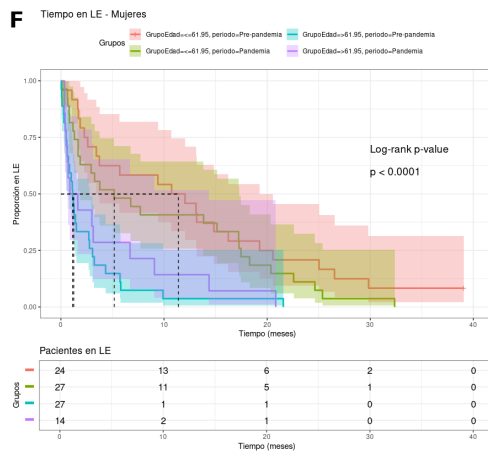 F
Tiempo en LE - Mujeres
Grupos
GrupoEdad=<=61.95, periodo=Pre-pandemia
GrupoEdad=>61.95, periodo=Pre-pandemia
GrupoEdad=<=61.95, periodo=Pandemia
GrupoEdad=>61.95, periodo=Pandemia
Proporción en LE
1.00
0.75
0.50
0.25
0.00
Log-rank p-value
p < 0.0001
0 10 20 30 40
Tiempo (meses)
Pacientes en LE
Grupos
24 13 6 2 0
27 11 5 1 0
27 1 1 0 0
14 2 1 0 0
0 10 20 30 40
Tiempo (meses)